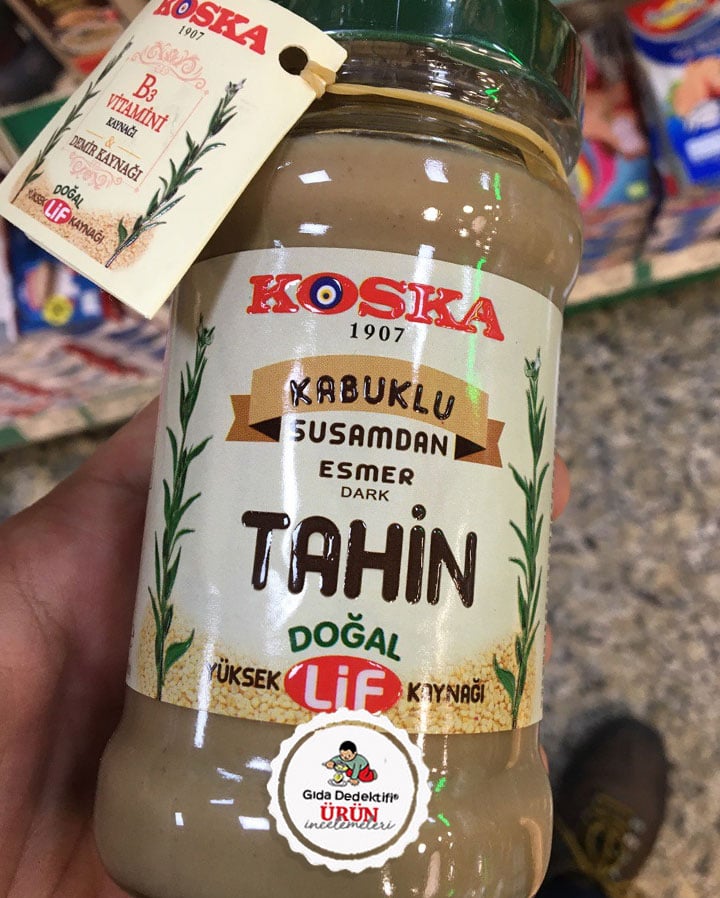 KOSKA
1907
B3
VİTAMİNİ
KAYNAĞI
&
DEMİR KAYNAĞI
DOĞAL
YÜKSEK LİF KAYNAĞI
KOSKA
1907
KABUKLU
SUSAMDAN
ESMER
DARK
TAHİN
DOĞAL
YÜKSEK LİF KAYNAĞI
Gıda Dedektifi®
ÜRÜN
incelemeleri